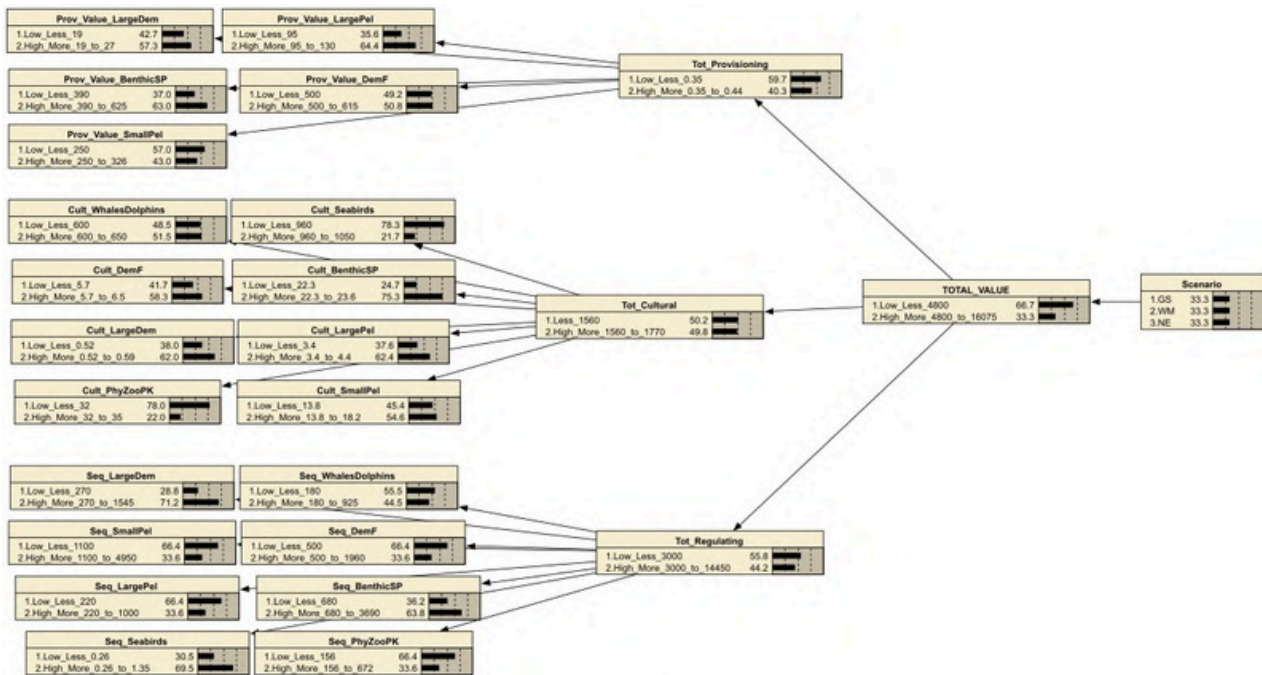 Prov_Value_LargeDem
1.Low_Less_19 42.7
2.High_More_19_to_27 57.3
Prov_Value_LargePel
1.Low_Less_95 35.6
2.High_More_95_to_130 64.4
Prov_Value_BenthicSP
1.Low_Less_390 37.0
2.High_More_390_to_625 63.0
Prov_Value_DemF
1.Low_Less_500 49.2
2.High_More_500_to_615 50.8
Prov_Value_SmallPel
1.Low_Less_250 57.0
2.High_More_250_to_326 43.0
Tot_Provisioning
1.Low_Less_0.35 59.7
2.High_More_0.35_to_0.44 40.3
Cult_WhalesDolphins
1.Low_Less_600 48.5
2.High_More_600_to_650 51.5
Cult_Seabirds
1.Low_Less_960 78.3
2.High_More_960_to_1050 21.7
Cult_DemF
1.Low_Less_5.7 41.7
2.High_More_5.7_to_6.5 58.3
Cult_BenthicSP
1.Low_Less_22.3 24.7
2.High_More_22.3_to_23.6 75.3
Cult_LargeDem
1.Low_Less_0.52 38.0
2.High_More_0.52_to_0.59 62.0
Cult_LargePel
1.Low_Less_3.4 37.6
2.High_More_3.4_to_4.4 62.4
Cult_PhyZooPK
1.Low_Less_32 78.0
2.High_More_32_to_35 22.0
Cult_SmallPel
1.Low_Less_13.8 45.4
2.High_More_13.8_to_18.2 54.6
Tot_Cultural
1.Less_1560 50.2
2.High_More_1560_to_1770 49.8
TOTAL_VALUE
1.Low_Less_4800 66.7
2.High_More_4800_to_16075 33.3
Scenario
1.GS 33.3
2.WM 33.3
3.NE 33.3
Seq_LargeDem
1.Low_Less_270 28.8
2.High_More_270_to_1545 71.2
Seq_WhalesDolphins
1.Low_Less_180 55.5
2.High_More_180_to_925 44.5
Seq_SmallPel
1.Low_Less_1100 66.4
2.High_More_1100_to_4950 33.6
Seq_DemF
1.Low_Less_500 66.4
2.High_More_500_to_1960 33.6
Seq_LargePel
1.Low_Less_220 66.4
2.High_More_220_to_1000 33.6
Seq_BenthicSP
1.Low_Less_680 36.2
2.High_More_680_to_3690 63.8
Seq_Seabirds
1.Low_Less_0.26 30.5
2.High_More_0.26_to_1.35 69.5
Seq_PhyZooPK
1.Low_Less_156 66.4
2.High_More_156_to_672 33.6
Tot_Regulating
1.Low_Less_3000 55.8
2.High_More_3000_to_14450 44.2